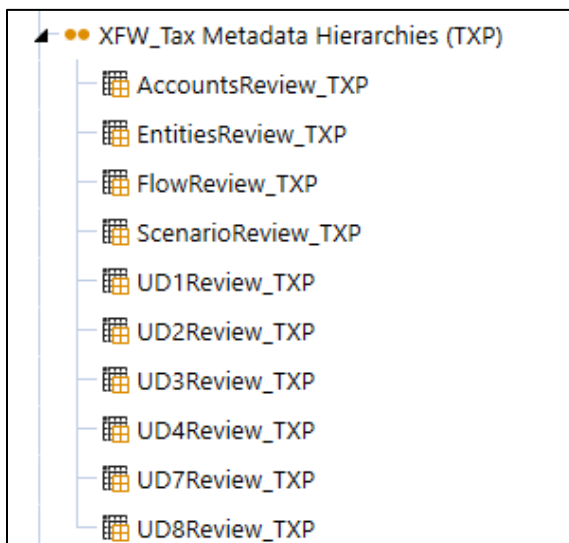 XFW_Tax Metadata Hierarchies (TXP)
AccountsReview_TXP
EntitiesReview_TXP
FlowReview_TXP
ScenarioReview_TXP
UD1Review_TXP
UD2Review_TXP
UD3Review_TXP
UD4Review_TXP
UD7Review_TXP
UD8Review_TXP